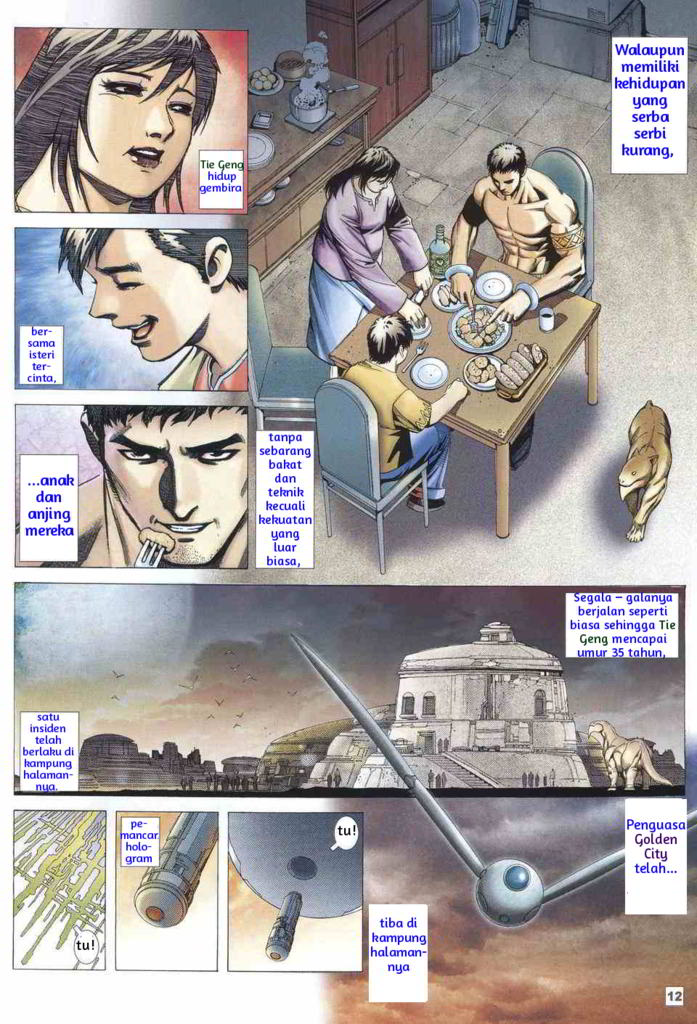 Walaupun
memiliki
kehidupan
yang
serba
serbi
kurang,
Tie Geng
hidup
gembira
ber-
sama
isteri
ter-
cinta,
...anak
dan
anjing
mereka
tanpa
sebarang
bakat
dan
teknik
kecuali
kekuatan
yang
luar
biasa,
Segala – galanya
berjalan seperti
biasa sehingga Tie
Geng mencapai
umur 35 tahun,
satu
insiden
telah
berlaku di
kampung
halaman-
nya.
Penguasa
Golden
City
telah...
tiba di
kampung
halaman-
nya
tu!
pe-
mancar
holo-
gram
tu!
12